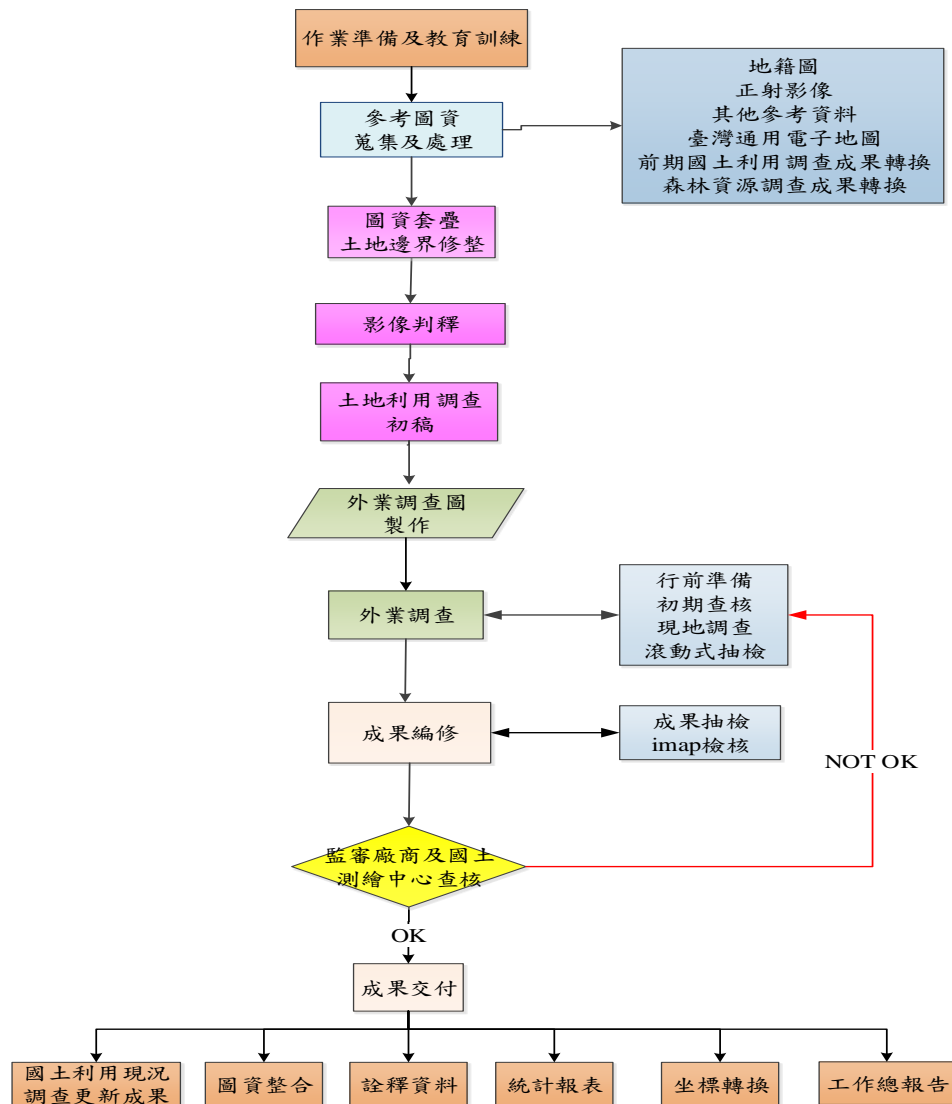 作業準備及教育訓練
參考圖資
蒐集及處理
地籍圖
正射影像
其他參考資料
臺灣通用電子地圖
前期國土利用調查成果轉換
森林資源調查成果轉換
圖資套疊
土地邊界修整
影像判釋
土地利用調查
初稿
外業調查圖
製作
外業調查
行前準備
初期查核
現地調查
滾動式抽檢
成果編修
成果抽檢
imap檢核
NOT OK
監審廠商及國土
測繪中心查核
OK
成果交付
國土利用現況
調查更新成果
圖資整合
詮釋資料
統計報表
坐標轉換
工作總報告